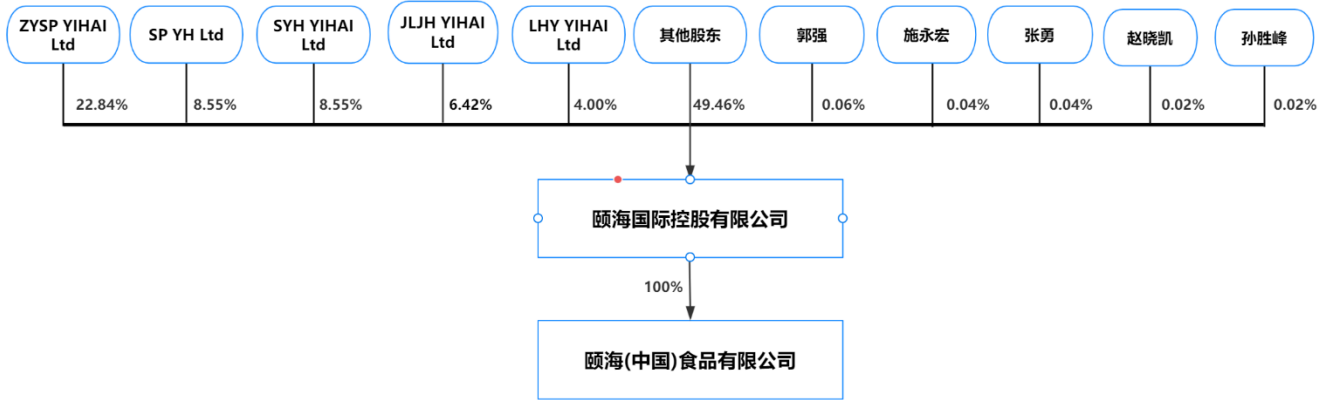 ZYSP YIHAI
Ltd
SP YH Ltd
SYH YIHAI
Ltd
JLJH YIHAI
Ltd
LHY YIHAI
Ltd
其他股东
郭强
施永宏
张勇
赵晓凯
孙胜峰
22.84%
8.55%
8.55%
6.42%
4.00%
49.46%
0.06%
0.04%
0.04%
0.02%
0.02%
颐海国际控股有限公司
100%
颐海(中国)食品有限公司